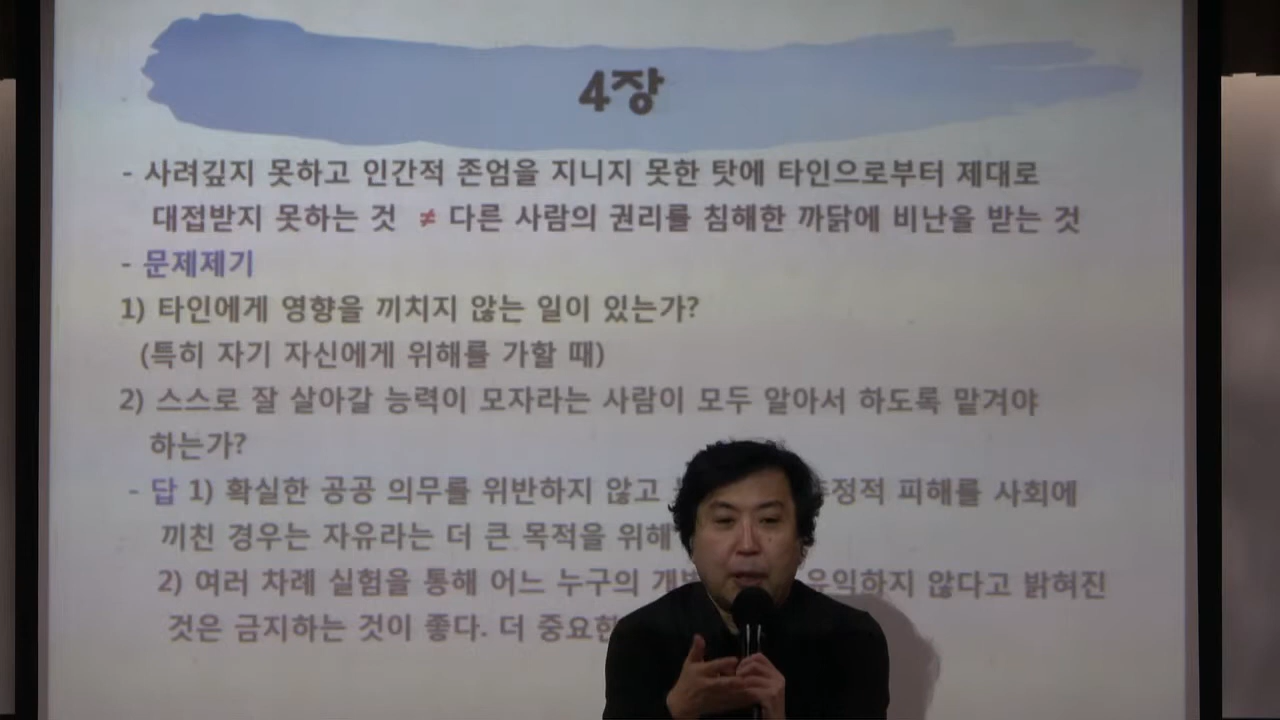 4장
- 사려깊지 못하고 인간적 존엄을 지니지 못한 탓에 타인으로부터 제대로
대접받지 못하는 것 ≠ 다른 사람의 권리를 침해한 까닭에 비난을 받는 것
- 문제제기
1) 타인에게 영향을 끼치지 않는 일이 있는가?
(특히 자기 자신에게 위해를 가할 때)
2) 스스로 잘 살아갈 능력이 모자라는 사람이 모두 알아서 하도록 맡겨야
하는가?
- 답 1) 확실한 공공 의무를 위반하지 않고 피해를 사회에
끼친 경우는 자유라는 더 큰 목적을 위해
2) 여러 차례 실험을 통해 어느 누구의 유익하지 않다고 밝혀진
것은 금지하는 것이 좋다. 더 중요한